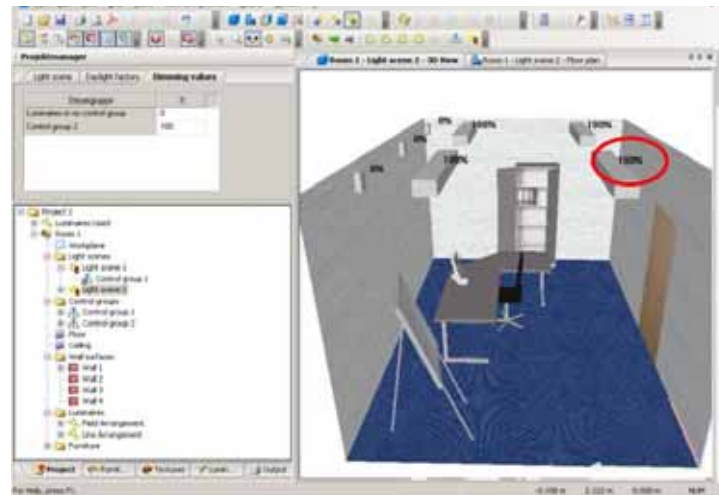 Projektmanager
Light scene
Daylight factors
Dimming values
Dimmgruppe
Luminaires in no control group 0
Control group 2 100
Project 1
Luminaires Used
Room 1
Workplane
Light scenes
Light scene 1
Control group 1
Light scene 2
Control groups
Control group 1
Control group 2
Floor
Ceiling
Wall surfaces
Wall 1
Wall 2
Wall 3
Wall 4
Luminaires
Field Arrangement
Line Arrangement
Furniture
Project
Furni...
Textures
Lumin...
Output
For Help, press F1.
Room 1 - Light scene 2 - 3D View
Room 1 - Light scene 2 - Floor plan
0% 100% 100%
0%
100% 100%
0%
NUM